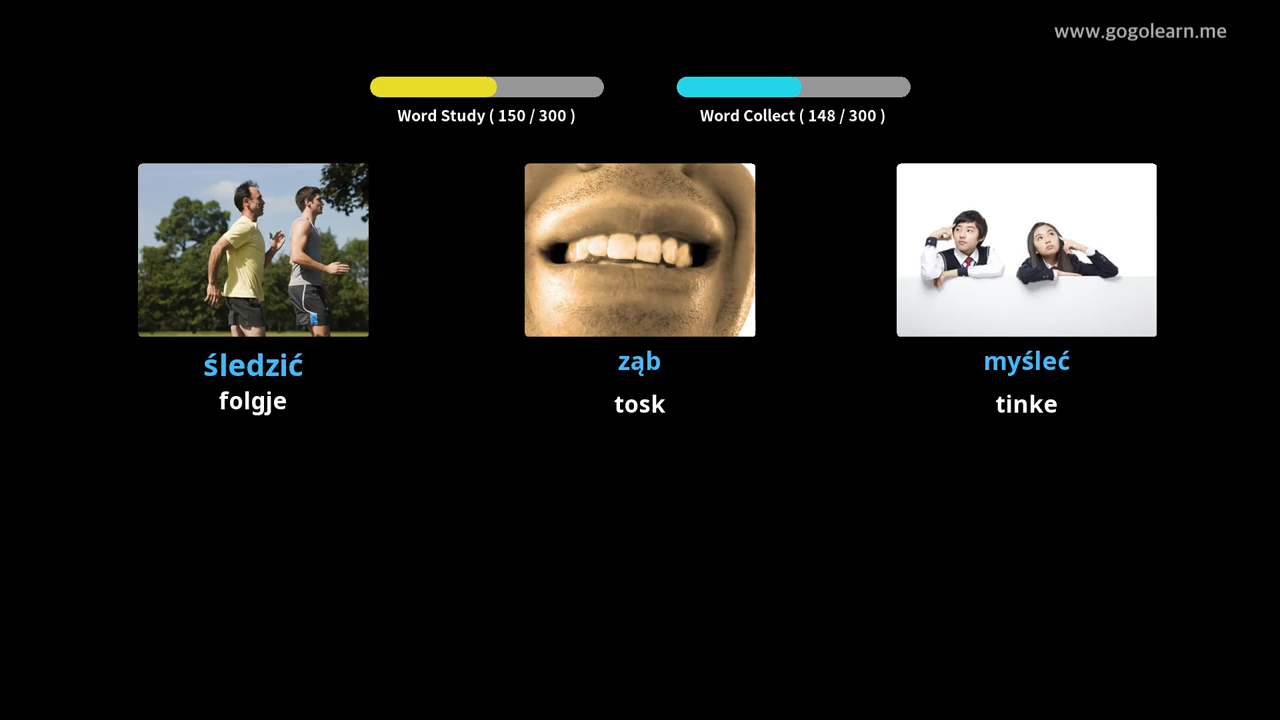 www.gogolearn.me
Word Study ( 150 / 300 )
Word Collect ( 148 / 300 )
śledzić
folgje
ząb
tosk
myśleć
tinke